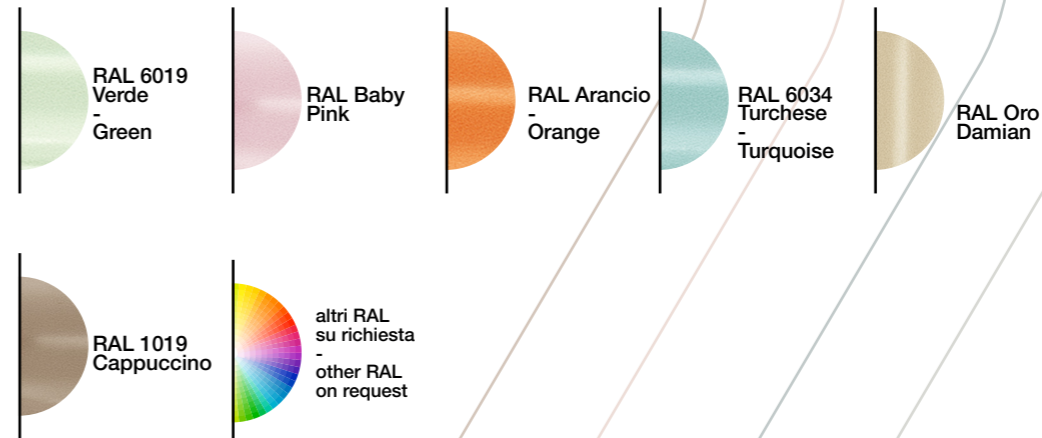 RAL 6019
Verde
-
Green
RAL Baby
Pink
RAL Arancio
-
Orange
RAL 6034
Turchese
-
Turquoise
RAL Oro
Damian
RAL 1019
Cappuccino
altri RAL
su richiesta
-
other RAL
on request